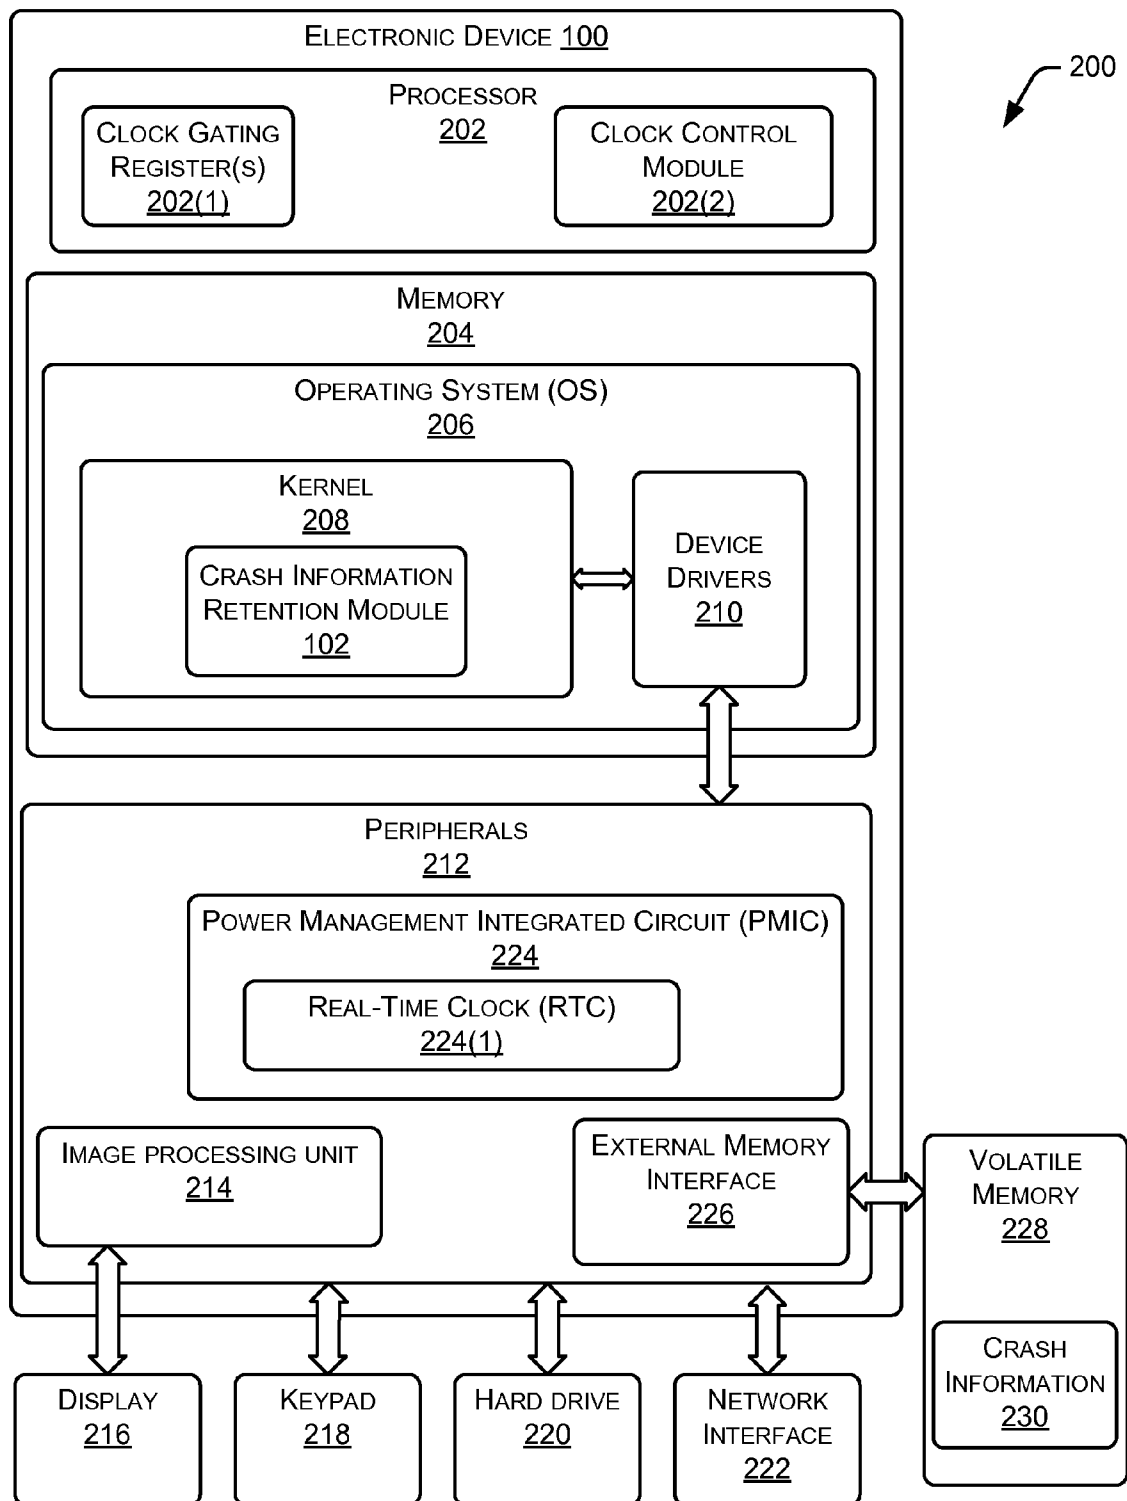 ELECTRONIC DEVICE 100
200
PROCESSOR
202
CLOCK GATING
REGISTER(S)
202(1)
CLOCK CONTROL
MODULE
202(2)
MEMORY
204
OPERATING SYSTEM (OS)
206
KERNEL
208
CRASH INFORMATION
RETENTION MODULE
102
DEVICE
DRIVERS
210
PERIPHERALS
212
POWER MANAGEMENT INTEGRATED CIRCUIT (PMIC)
224
REAL-TIME CLOCK (RTC)
224(1)
IMAGE PROCESSING UNIT
214
EXTERNAL MEMORY
INTERFACE
226
VOLATILE
MEMORY
228
CRASH
INFORMATION
230
DISPLAY
216
KEYPAD
218
HARD DRIVE
220
NETWORK
INTERFACE
222